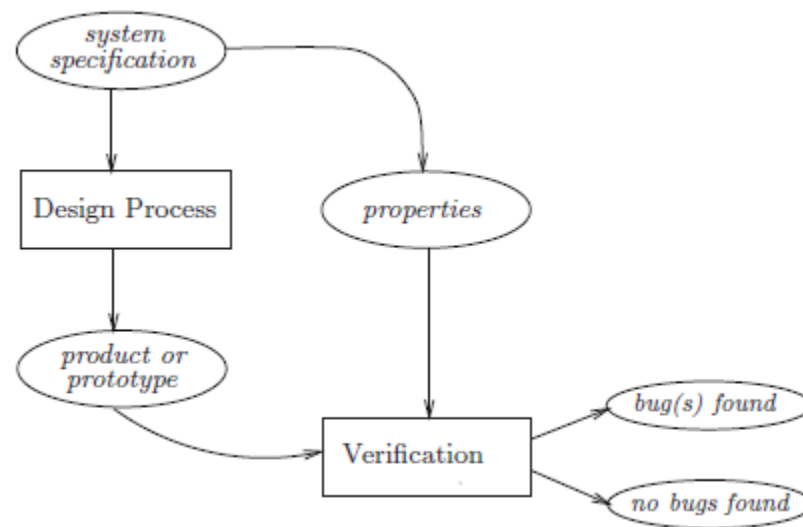 system
specification
Design Process
properties
product or
prototype
bug(s) found
Verification
no bugs found